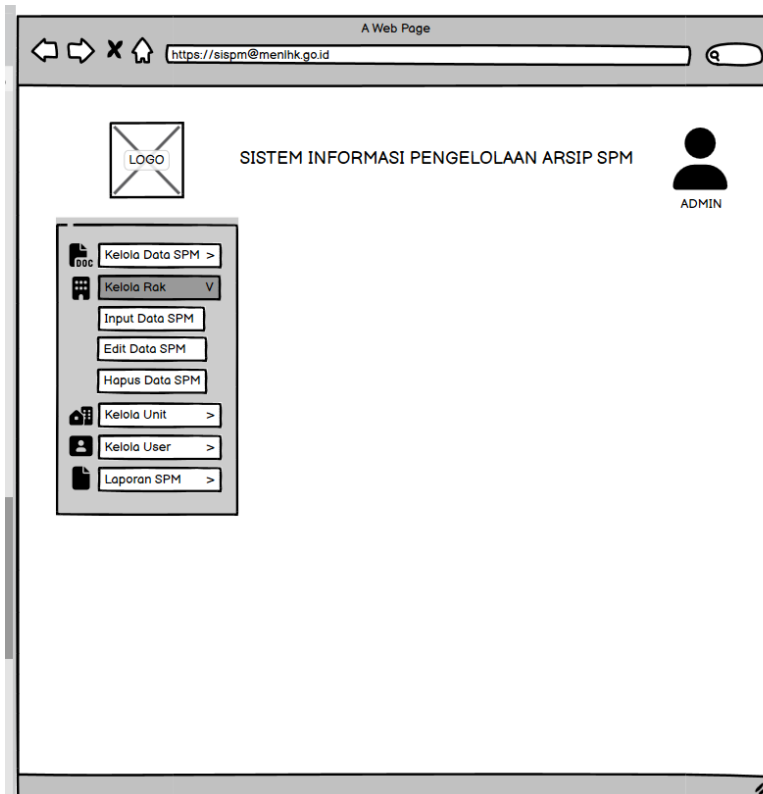 A Web Page
https://sispm@menlhk.go.id
LOGO
SISTEM INFORMASI PENGELOLAAN ARSIP SPM
ADMIN
DOC
Kelola Data SPM >
Kelola Rak V
Input Data SPM
Edit Data SPM
Hapus Data SPM
Kelola Unit >
Kelola User >
Laporan SPM >